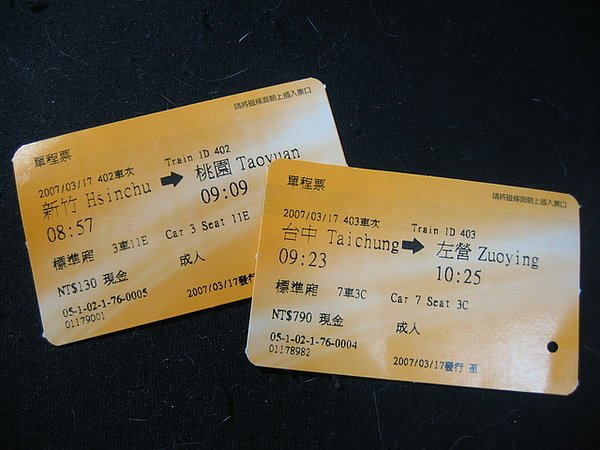 請將磁條面朝上插入票口
單程票
2007/03/17 402車次 Train ID 402
新竹 Hsinchu 桃園 Taoyuan
08:57 09:09
標準廂 3車11E Car 3 Seat 11E
NT$130 現金 成人
05-1-02-1-76-0005
01179001 2007/03/17發行
單程票
請將磁條面朝上插入票口
2007/03/17 403車次 Train ID 403
台中 Taichung 左營 Zuoying
09:23 10:25
標準廂 7車3C Car 7 Seat 3C
NT$790 現金 成人
05-1-02-1-76-0004
01178982 2007/03/17發行 至